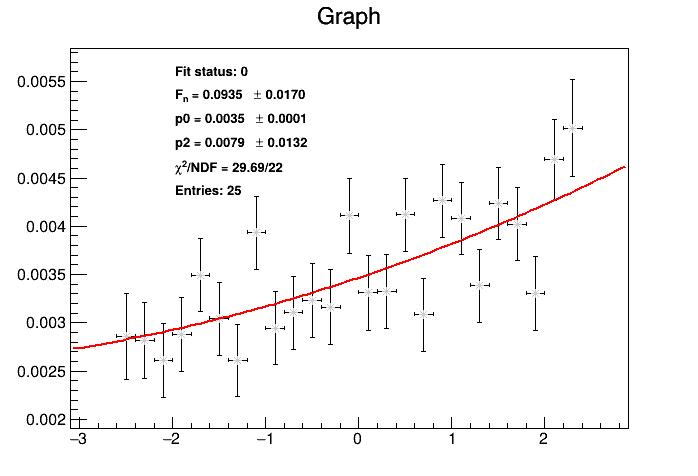 Graph
Fit status: 0
Fn = 0.0935 ± 0.0170
p0 = 0.0035 ± 0.0001
p2 = 0.0079 ± 0.0132
χ²/NDF = 29.69/22
Entries: 25
0.0055
0.005
0.0045
0.004
0.0035
0.003
0.0025
0.002
−3 −2 −1 0 1 2